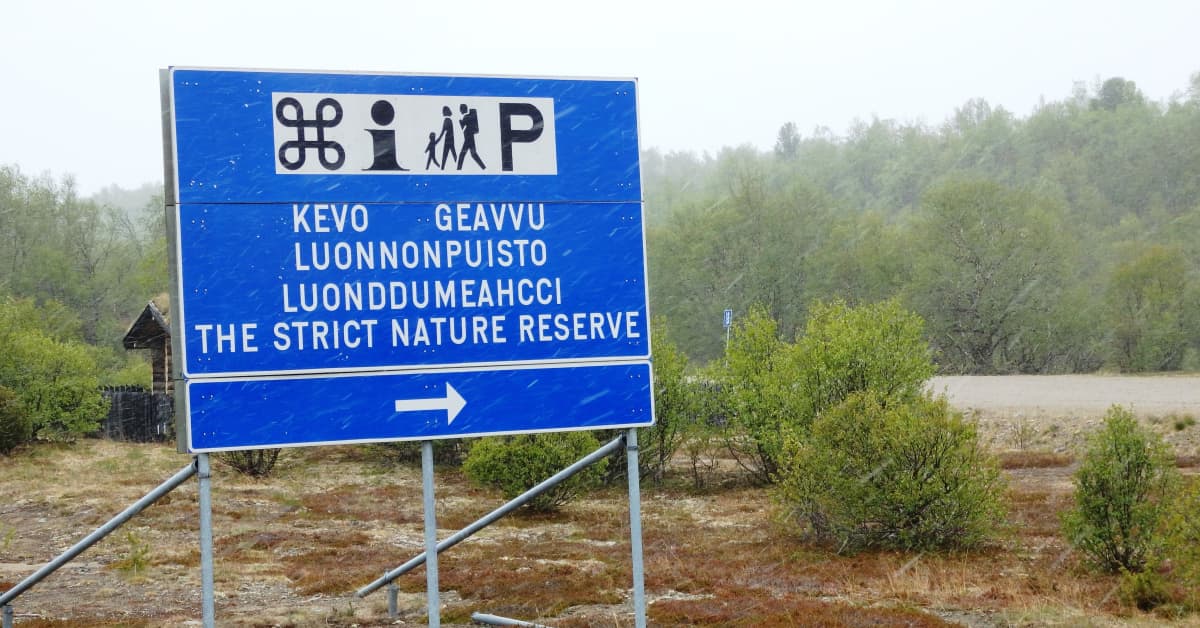 P
KEVO GEAVVU
LUONNONPUISTO
LUONDDUMEAHCCI
THE STRICT NATURE RESERVE